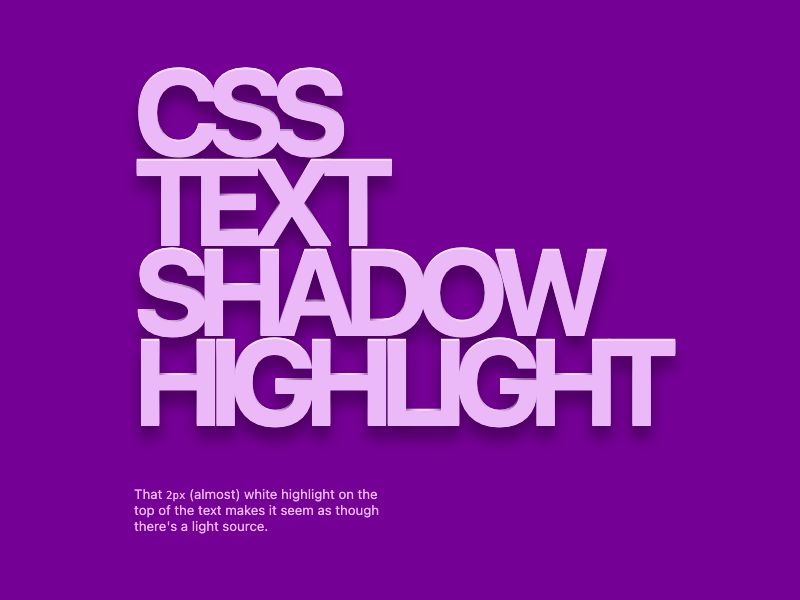 CSS
TEXT
SHADOW
HIGHLIGHT
That 2px (almost) white highlight on the
top of the text makes it seem as though
there's a light source.